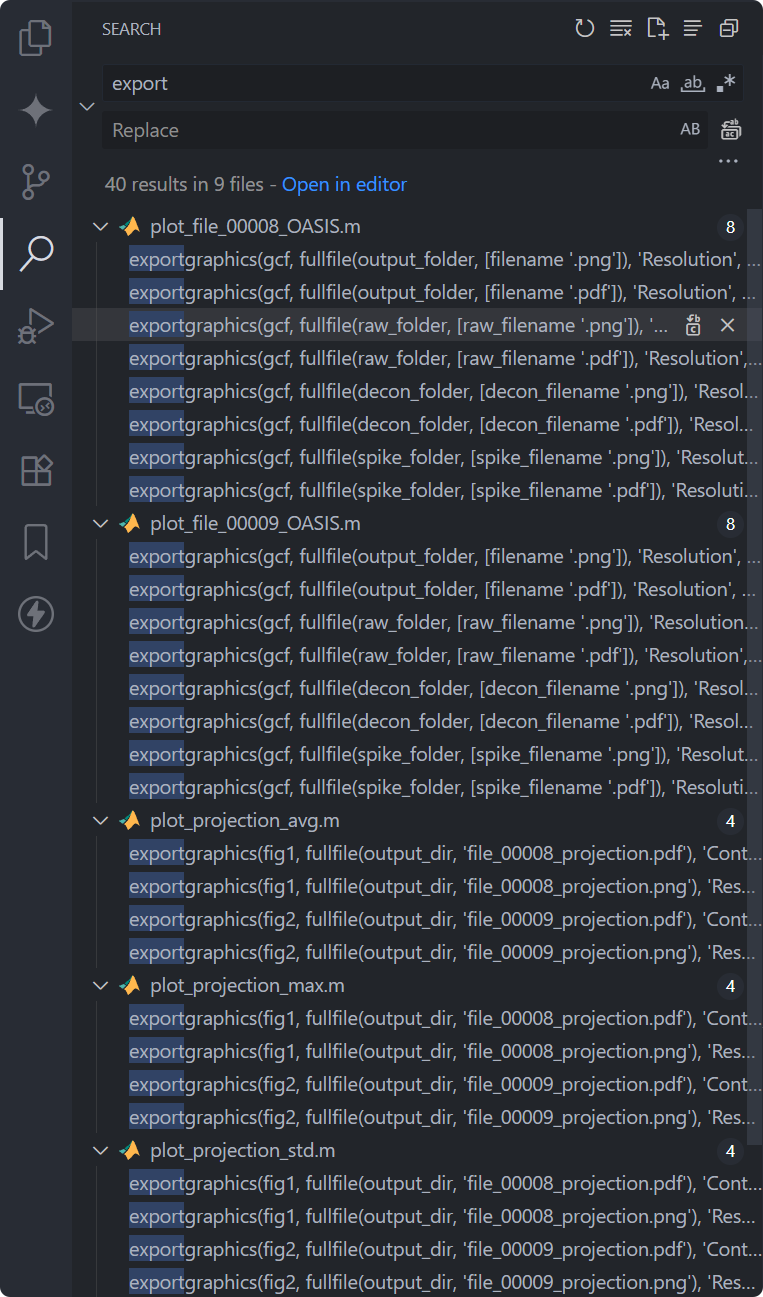 SEARCH
export
Aa
ab
.*
Replace
AB
40 results in 9 files - Open in editor
plot_file_00008_OASIS.m 8
exportgraphics(gcf, fullfile(output_folder, [filename '.png']), 'Resolution', ...
exportgraphics(gcf, fullfile(output_folder, [filename '.pdf']), 'Resolution', ...
exportgraphics(gcf, fullfile(raw_folder, [raw_filename '.png']), '...
exportgraphics(gcf, fullfile(raw_folder, [raw_filename '.pdf']), 'Resolution',...
exportgraphics(gcf, fullfile(decon_folder, [decon_filename '.png']), 'Resol...
exportgraphics(gcf, fullfile(decon_folder, [decon_filename '.pdf']), 'Resol...
exportgraphics(gcf, fullfile(spike_folder, [spike_filename '.png']), 'Resolut...
exportgraphics(gcf, fullfile(spike_folder, [spike_filename '.pdf']), 'Resoluti...
plot_file_00009_OASIS.m 8
exportgraphics(gcf, fullfile(output_folder, [filename '.png']), 'Resolution', ...
exportgraphics(gcf, fullfile(output_folder, [filename '.pdf']), 'Resolution', ...
exportgraphics(gcf, fullfile(raw_folder, [raw_filename '.png']), 'Resolution...
exportgraphics(gcf, fullfile(raw_folder, [raw_filename '.pdf']), 'Resolution',...
exportgraphics(gcf, fullfile(decon_folder, [decon_filename '.png']), 'Resol...
exportgraphics(gcf, fullfile(decon_folder, [decon_filename '.pdf']), 'Resol...
exportgraphics(gcf, fullfile(spike_folder, [spike_filename '.png']), 'Resolut...
exportgraphics(gcf, fullfile(spike_folder, [spike_filename '.pdf']), 'Resoluti...
plot_projection_avg.m 4
exportgraphics(fig1, fullfile(output_dir, 'file_00008_projection.pdf'), 'Cont...
exportgraphics(fig1, fullfile(output_dir, 'file_00008_projection.png'), 'Res...
exportgraphics(fig2, fullfile(output_dir, 'file_00009_projection.pdf'), 'Cont...
exportgraphics(fig2, fullfile(output_dir, 'file_00009_projection.png'), 'Res...
plot_projection_max.m 4
exportgraphics(fig1, fullfile(output_dir, 'file_00008_projection.pdf'), 'Cont...
exportgraphics(fig1, fullfile(output_dir, 'file_00008_projection.png'), 'Res...
exportgraphics(fig2, fullfile(output_dir, 'file_00009_projection.pdf'), 'Cont...
exportgraphics(fig2, fullfile(output_dir, 'file_00009_projection.png'), 'Res...
plot_projection_std.m 4
exportgraphics(fig1, fullfile(output_dir, 'file_00008_projection.pdf'), 'Cont...
exportgraphics(fig1, fullfile(output_dir, 'file_00008_projection.png'), 'Res...
exportgraphics(fig2, fullfile(output_dir, 'file_00009_projection.pdf'), 'Cont...
exportgraphics(fig2, fullfile(output_dir, 'file_00009_projection.png'), 'Res...